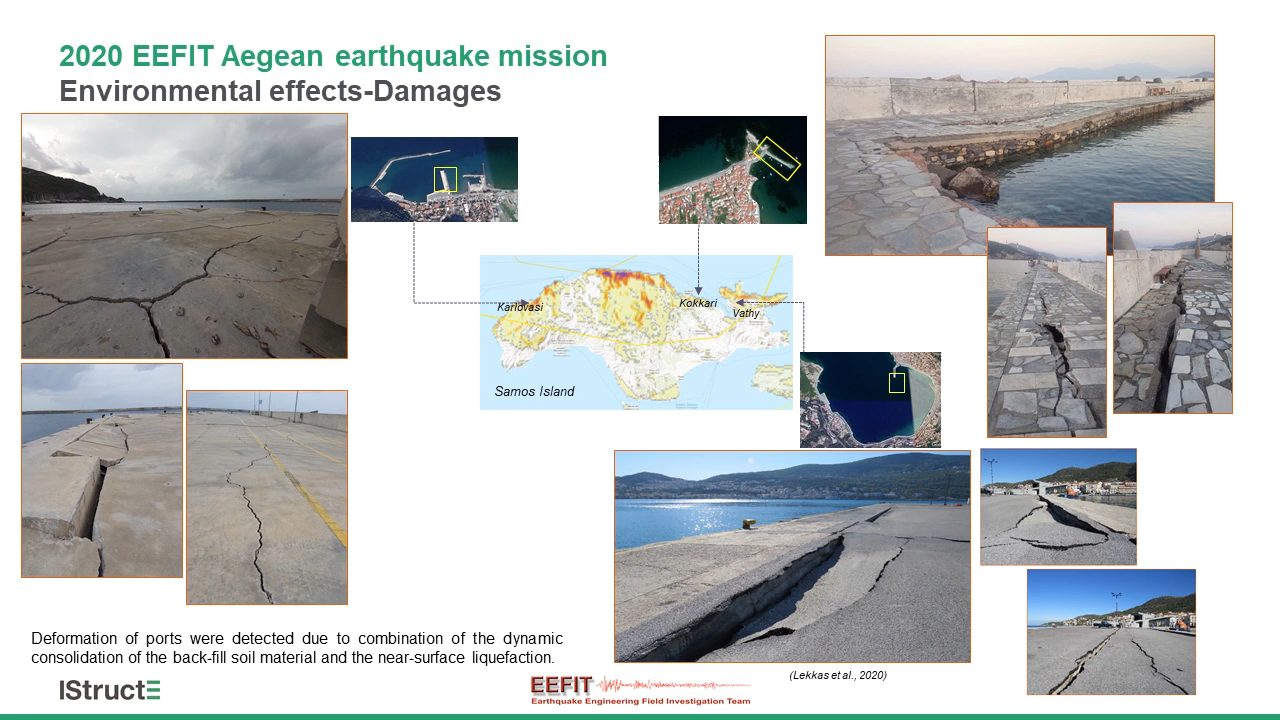 2020 EEFIT Aegean earthquake mission
Environmental effects-Damages
Karlovasi
Kokkari
Vathy
Samos Island
Deformation of ports were detected due to combination of the dynamic
consolidation of the back-fill soil material and the near-surface liquefaction.
(Lekkas et al., 2020)
IStructE
EEFIT
Earthquake Engineering Field Investigation Team